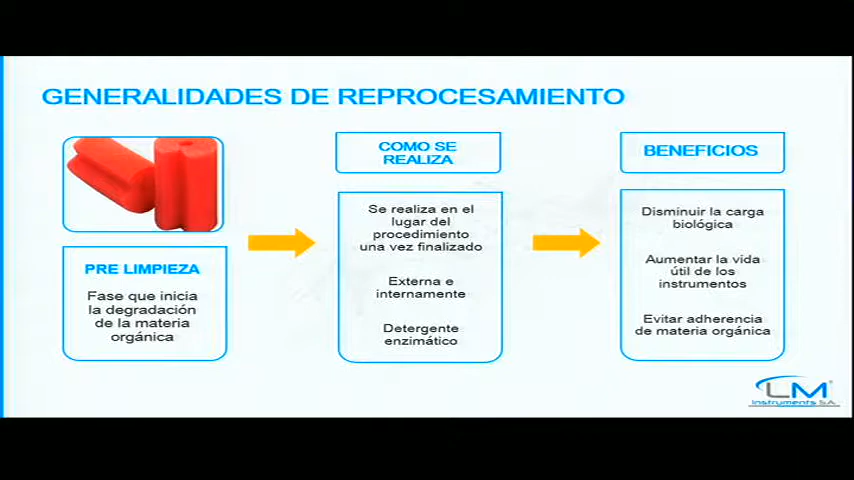 GENERALIDADES DE REPROCESAMIENTO
PRE LIMPIEZA
Fase que inicia
la degradación
de la materia
orgánica
COMO SE
REALIZA
Se realiza en el
lugar del
procedimiento
una vez finalizado
Externa e
internamente
Detergente
enzimático
BENEFICIOS
Disminuir la carga
biológica
Aumentar la vida
útil de los
instrumentos
Evitar adherencia
de materia orgánica
LM
Instruments S.A.